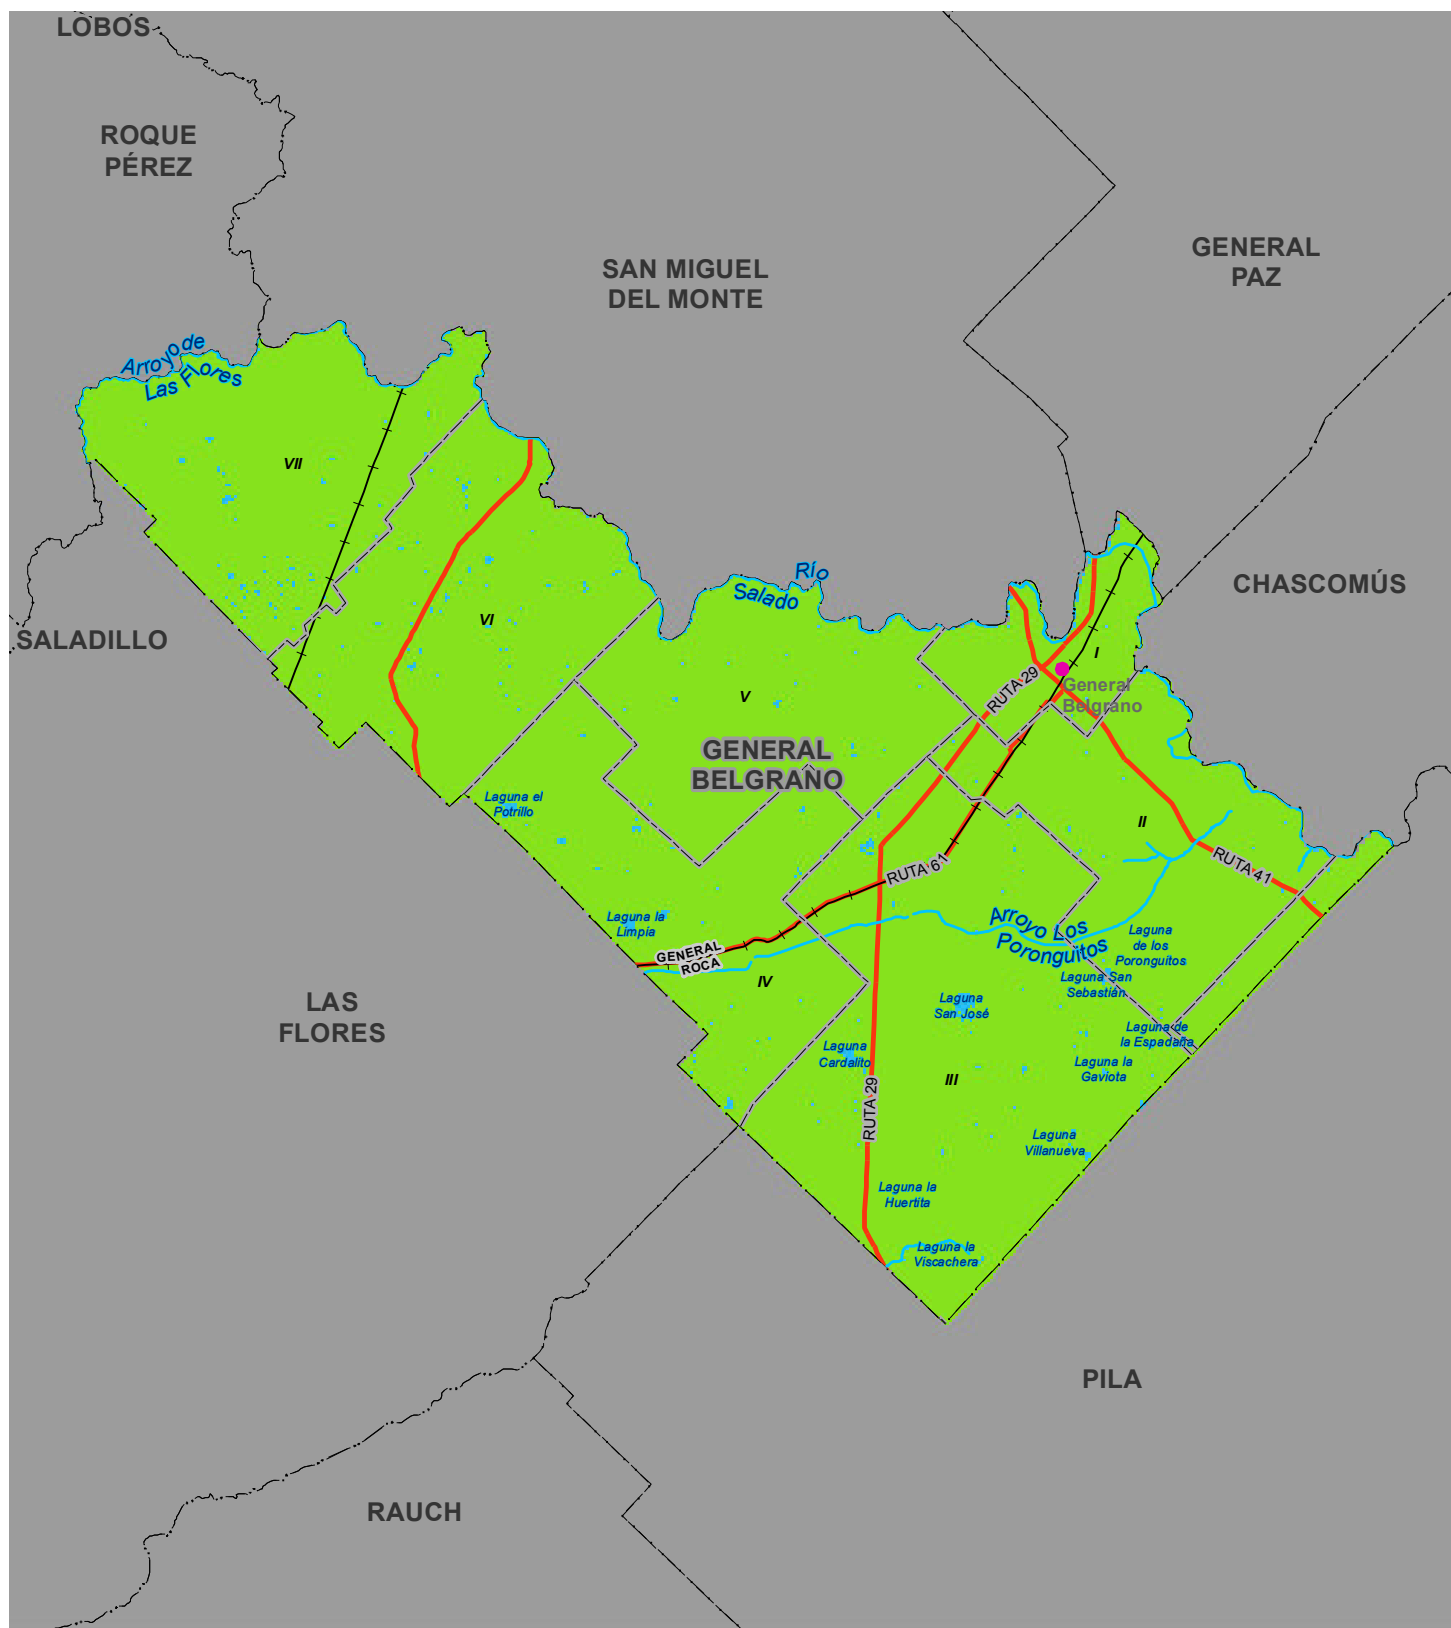 LOBOS
ROQUE
PÉREZ
SAN MIGUEL
DEL MONTE
GENERAL
PAZ
Arroyo de
Las Flores
VII
CHASCOMÚS
Río
Salado
SALADILLO
VI
I
RUTA 29
General
Belgrano
V
GENERAL
BELGRANO
Laguna el
Potrillo
II
RUTA 61
RUTA 41
Laguna la
Limpia
Arroyo Los
Poronguitos
Laguna
de los
Poronguitos
GENERAL
ROCA
IV
Laguna San
Sebastián
LAS
FLORES
Laguna
San José
Laguna de
la Espadaña
Laguna
Cardalito
Laguna la
Gaviota
III
RUTA 29
Laguna
Villanueva
Laguna la
Huertita
Laguna la
Viscachera
PILA
RAUCH